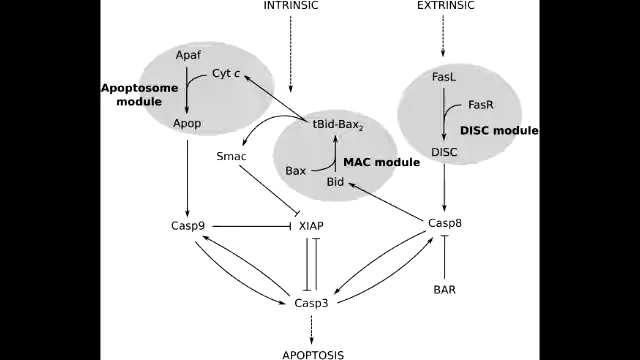 INTRINSIC
EXTRINSIC
Apaf
Cyt c
Apoptosome
module
Apop
FasL
FasR
DISC module
DISC
tBid-Bax2
Smac
MAC module
Bax
Bid
Casp9
XIAP
Casp8
BAR
Casp3
APOPTOSIS